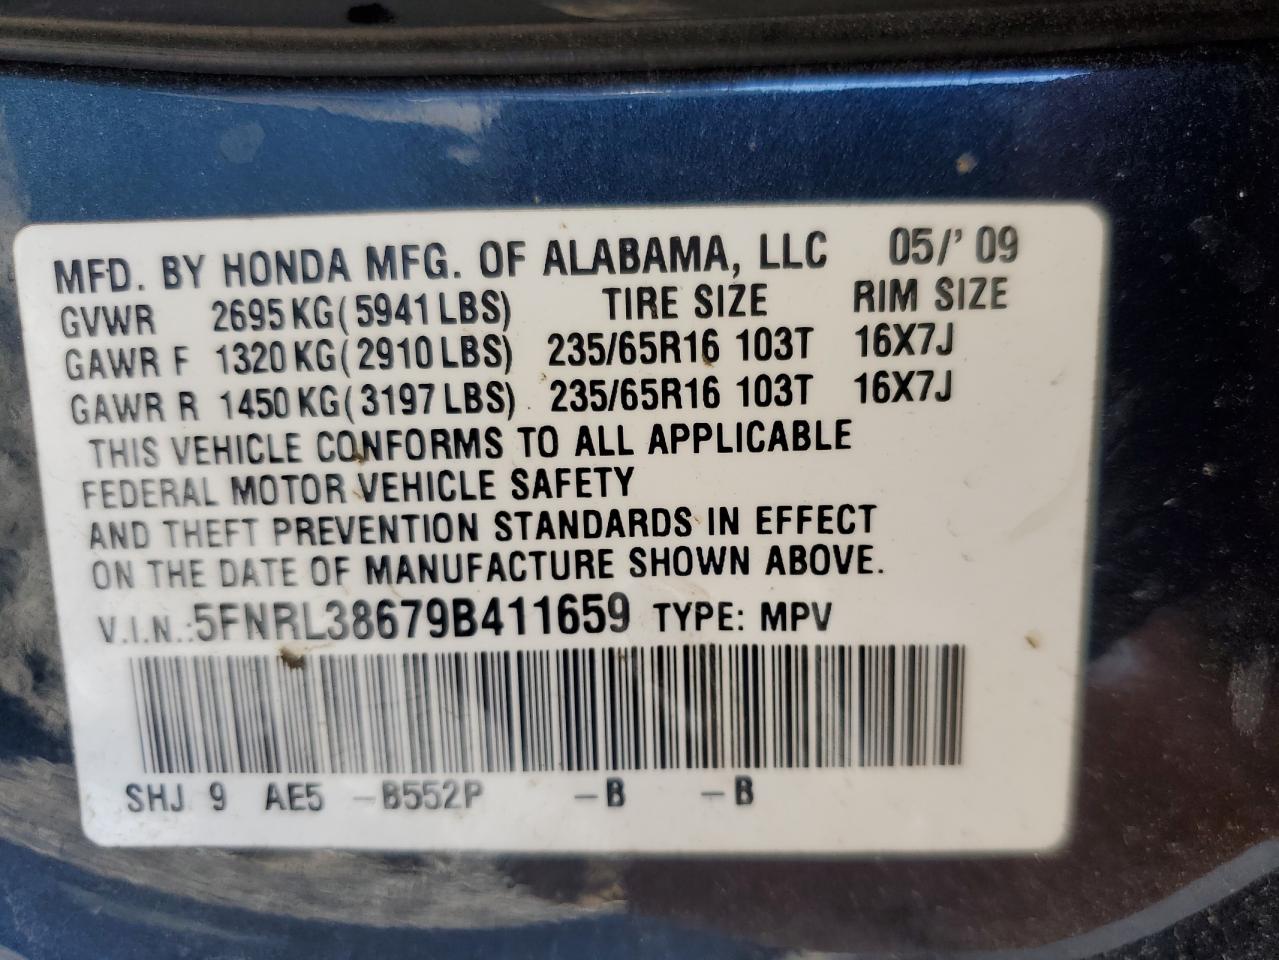 MFD. BY HONDA MFG. OF ALABAMA, LLC 05/' 09
GVWR 2695 KG( 5941 LBS) TIRE SIZE RIM SIZE
GAWR F 1320 KG( 2910 LBS) 235/65R16 103T 16X7J
GAWR R 1450 KG( 3197 LBS) 235/65R16 103T 16X7J
THIS VEHICLE CONFORMS TO ALL APPLICABLE
FEDERAL MOTOR VEHICLE SAFETY
AND THEFT PREVENTION STANDARDS IN EFFECT
ON THE DATE OF MANUFACTURE SHOWN ABOVE.
V.I.N.:5FNRL38679B411659 TYPE: MPV
SHJ 9 AE5 -B552P -B -B